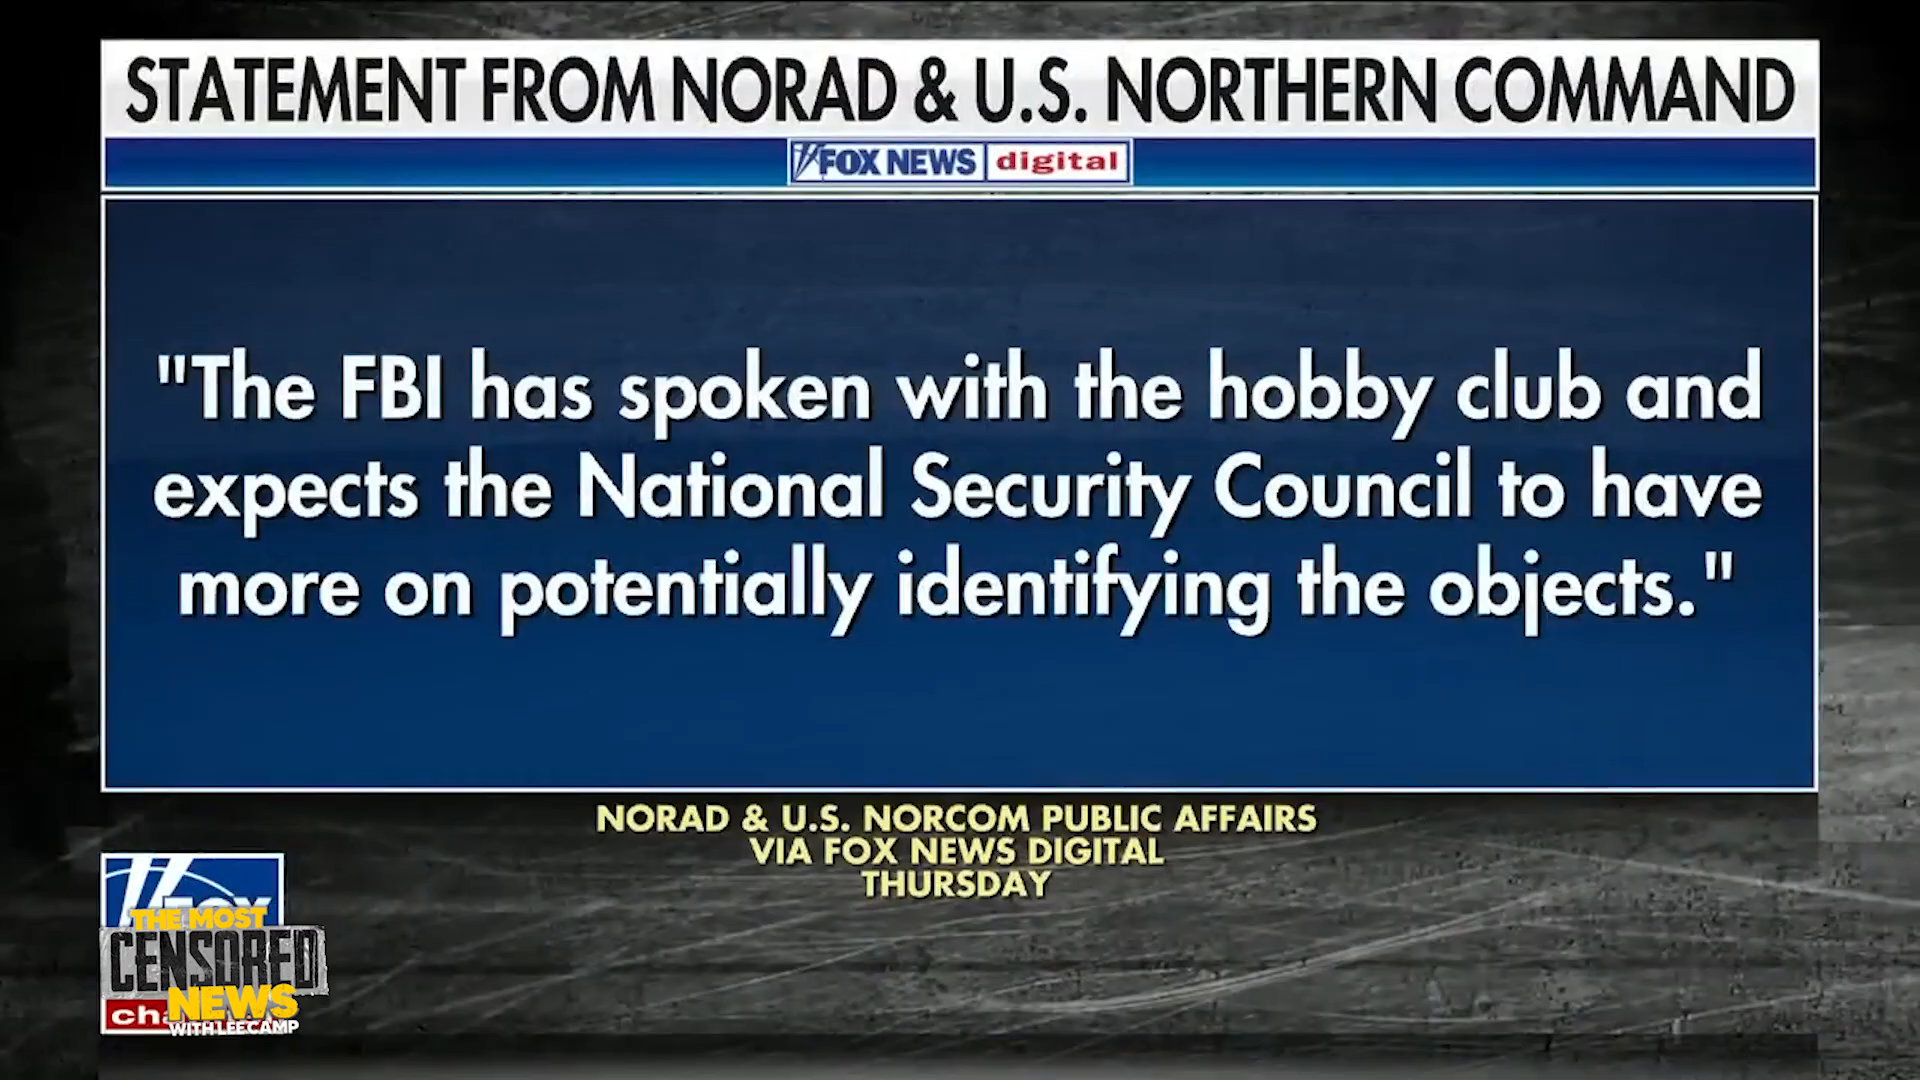 STATEMENT FROM NORAD & U.S. NORTHERN COMMAND
FOX NEWS digital
"The FBI has spoken with the hobby club and
expects the National Security Council to have
more on potentially identifying the objects."
NORAD & U.S. NORCOM PUBLIC AFFAIRS
VIA FOX NEWS DIGITAL
THURSDAY
THE MOST
CENSORED
NEWS
WITH LEE CAMP